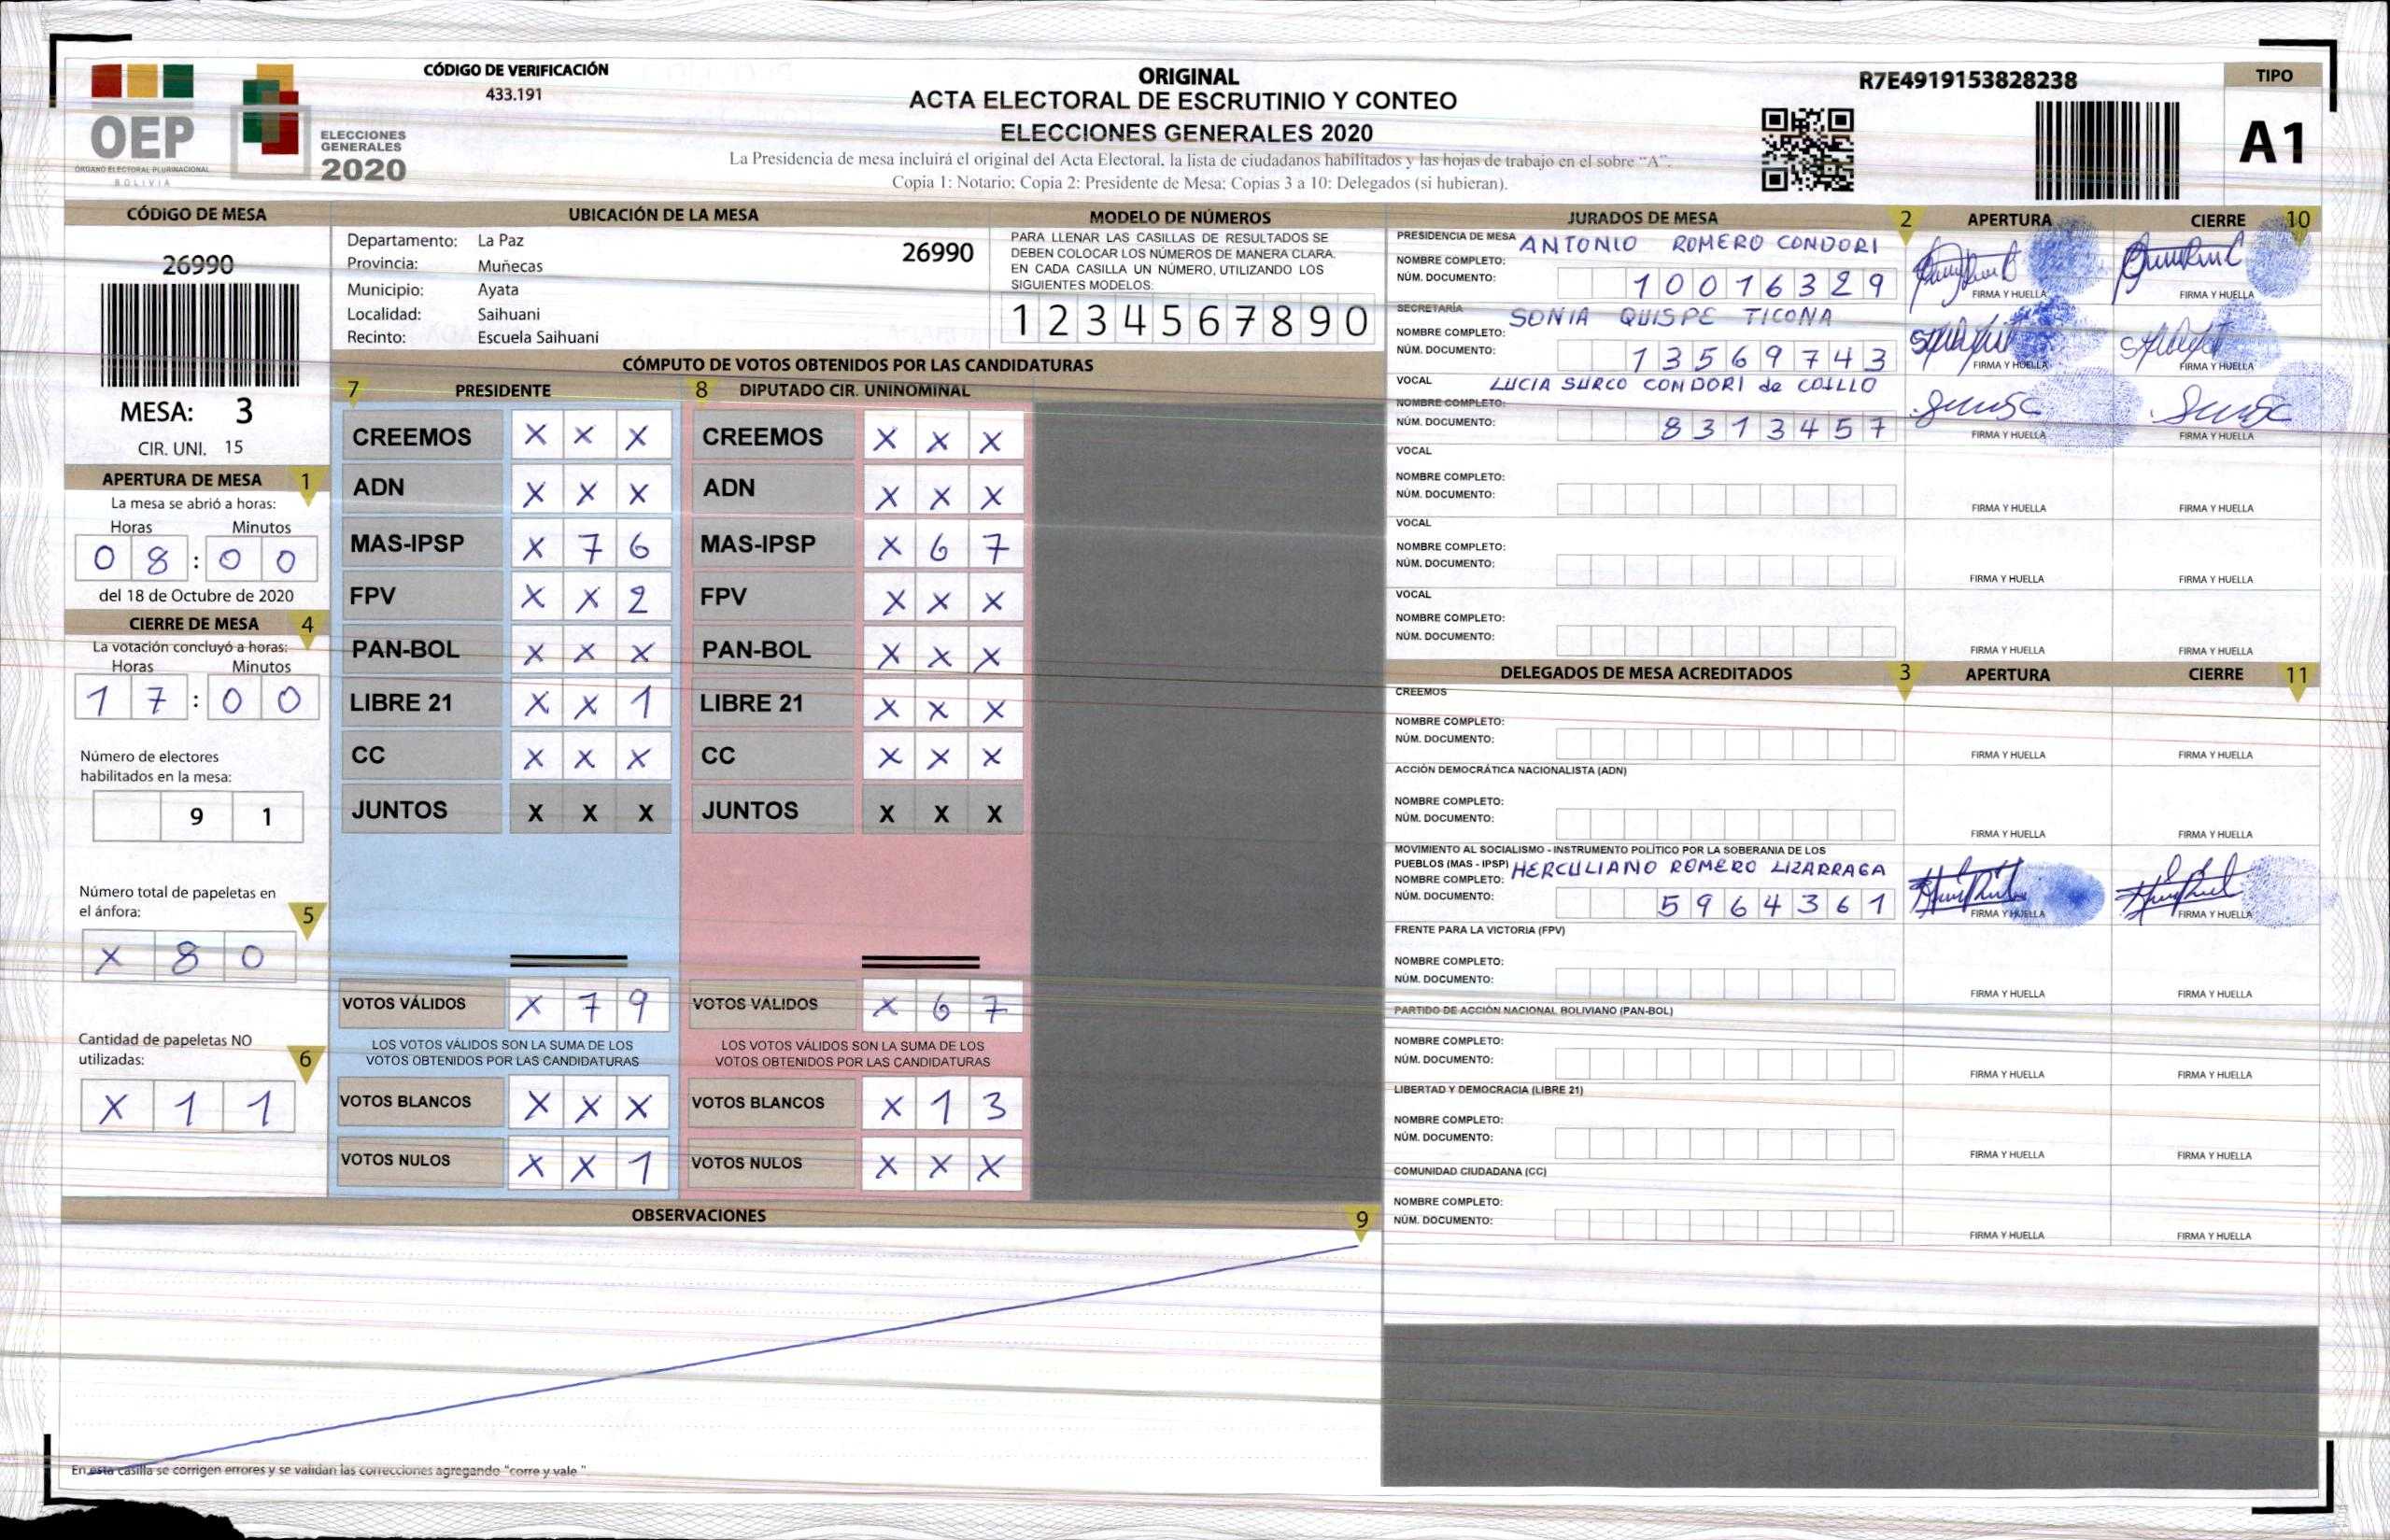 CÓDIGO DE VERIFICACIÓN
433.191
OEP
ÓRGANO ELECTORAL PLURINACIONAL
BOLIVIA
ELECCIONES
GENERALES
2020
ORIGINAL
ACTA ELECTORAL DE ESCRUTINIO Y CONTEO
ELECCIONES GENERALES 2020
La Presidencia de mesa incluirá el original del Acta Electoral, la lista de ciudadanos habilitados y las hojas de trabajo en el sobre "A".
Copia 1: Notario; Copia 2: Presidente de Mesa; Copias 3 a 10: Delegados (si hubieran).
R7E4919153828238
TIPO
A1
CÓDIGO DE MESA
26990
MESA: 3
CIR. UNI. 15
APERTURA DE MESA 1
La mesa se abrió a horas:
Horas Minutos
0 8 : 0 0
del 18 de Octubre de 2020
CIERRE DE MESA 4
La votación concluyó a horas:
Horas Minutos
1 7 : 0 0
Número de electores
habilitados en la mesa:
9 1
Número total de papeletas en
el ánfora: 5
X 8 0
Cantidad de papeletas NO
utilizadas: 6
X 1 1
UBICACIÓN DE LA MESA
Departamento: La Paz
26990
Provincia: Muñecas
Municipio: Ayata
Localidad: Saihuani
Recinto: Escuela Saihuani
MODELO DE NÚMEROS
PARA LLENAR LAS CASILLAS DE RESULTADOS SE
DEBEN COLOCAR LOS NÚMEROS DE MANERA CLARA.
EN CADA CASILLA UN NÚMERO, UTILIZANDO LOS
SIGUIENTES MODELOS:
1 2 3 4 5 6 7 8 9 0
CÓMPUTO DE VOTOS OBTENIDOS POR LAS CANDIDATURAS
7 PRESIDENTE 8 DIPUTADO CIR. UNINOMINAL
CREEMOS X X X CREEMOS X X X
ADN X X X ADN X X X
MAS-IPSP X 7 6 MAS-IPSP X 6 7
FPV X X 2 FPV X X X
PAN-BOL X X X PAN-BOL X X X
LIBRE 21 X X 1 LIBRE 21 X X X
CC X X X CC X X X
JUNTOS X X X JUNTOS X X X
VOTOS VÁLIDOS X 7 9 VOTOS VÁLIDOS X 6 7
LOS VOTOS VÁLIDOS SON LA SUMA DE LOS LOS VOTOS VÁLIDOS SON LA SUMA DE LOS
VOTOS OBTENIDOS POR LAS CANDIDATURAS VOTOS OBTENIDOS POR LAS CANDIDATURAS
VOTOS BLANCOS X X X VOTOS BLANCOS X 1 3
VOTOS NULOS X X 1 VOTOS NULOS X X X
OBSERVACIONES 9
En esta casilla se corrigen errores y se validan las correcciones agregando "corre y vale "
JURADOS DE MESA 2 APERTURA CIERRE 10
PRESIDENCIA DE MESA ANTONIO ROMERO CONDORI
NOMBRE COMPLETO:
NÚM. DOCUMENTO: 1 0 0 1 6 3 2 9
FIRMA Y HUELLA FIRMA Y HUELLA
SECRETARÍA SONIA QUISPE TICONA
NOMBRE COMPLETO:
NÚM. DOCUMENTO: 1 3 5 6 9 7 4 3
FIRMA Y HUELLA FIRMA Y HUELLA
VOCAL LUCIA SURCO CONDORI de COILLO
NOMBRE COMPLETO:
NÚM. DOCUMENTO: 8 3 1 3 4 5 7
FIRMA Y HUELLA FIRMA Y HUELLA
VOCAL
NOMBRE COMPLETO:
NÚM. DOCUMENTO:
FIRMA Y HUELLA FIRMA Y HUELLA
VOCAL
NOMBRE COMPLETO:
NÚM. DOCUMENTO:
FIRMA Y HUELLA FIRMA Y HUELLA
VOCAL
NOMBRE COMPLETO:
NÚM. DOCUMENTO:
FIRMA Y HUELLA FIRMA Y HUELLA
DELEGADOS DE MESA ACREDITADOS 3 APERTURA CIERRE 11
CREEMOS
NOMBRE COMPLETO:
NÚM. DOCUMENTO:
FIRMA Y HUELLA FIRMA Y HUELLA
ACCIÓN DEMOCRÁTICA NACIONALISTA (ADN)
NOMBRE COMPLETO:
NÚM. DOCUMENTO:
FIRMA Y HUELLA FIRMA Y HUELLA
MOVIMIENTO AL SOCIALISMO - INSTRUMENTO POLÍTICO POR LA SOBERANIA DE LOS
PUEBLOS (MAS - IPSP) HERCULIANO ROMERO LIZARRAGA
NOMBRE COMPLETO:
NÚM. DOCUMENTO: 5 9 6 4 3 6 1
FIRMA Y HUELLA FIRMA Y HUELLA
FRENTE PARA LA VICTORIA (FPV)
NOMBRE COMPLETO:
NÚM. DOCUMENTO:
FIRMA Y HUELLA FIRMA Y HUELLA
PARTIDO DE ACCIÓN NACIONAL BOLIVIANO (PAN-BOL)
NOMBRE COMPLETO:
NÚM. DOCUMENTO:
FIRMA Y HUELLA FIRMA Y HUELLA
LIBERTAD Y DEMOCRACIA (LIBRE 21)
NOMBRE COMPLETO:
NÚM. DOCUMENTO:
FIRMA Y HUELLA FIRMA Y HUELLA
COMUNIDAD CIUDADANA (CC)
NOMBRE COMPLETO:
NÚM. DOCUMENTO:
FIRMA Y HUELLA FIRMA Y HUELLA